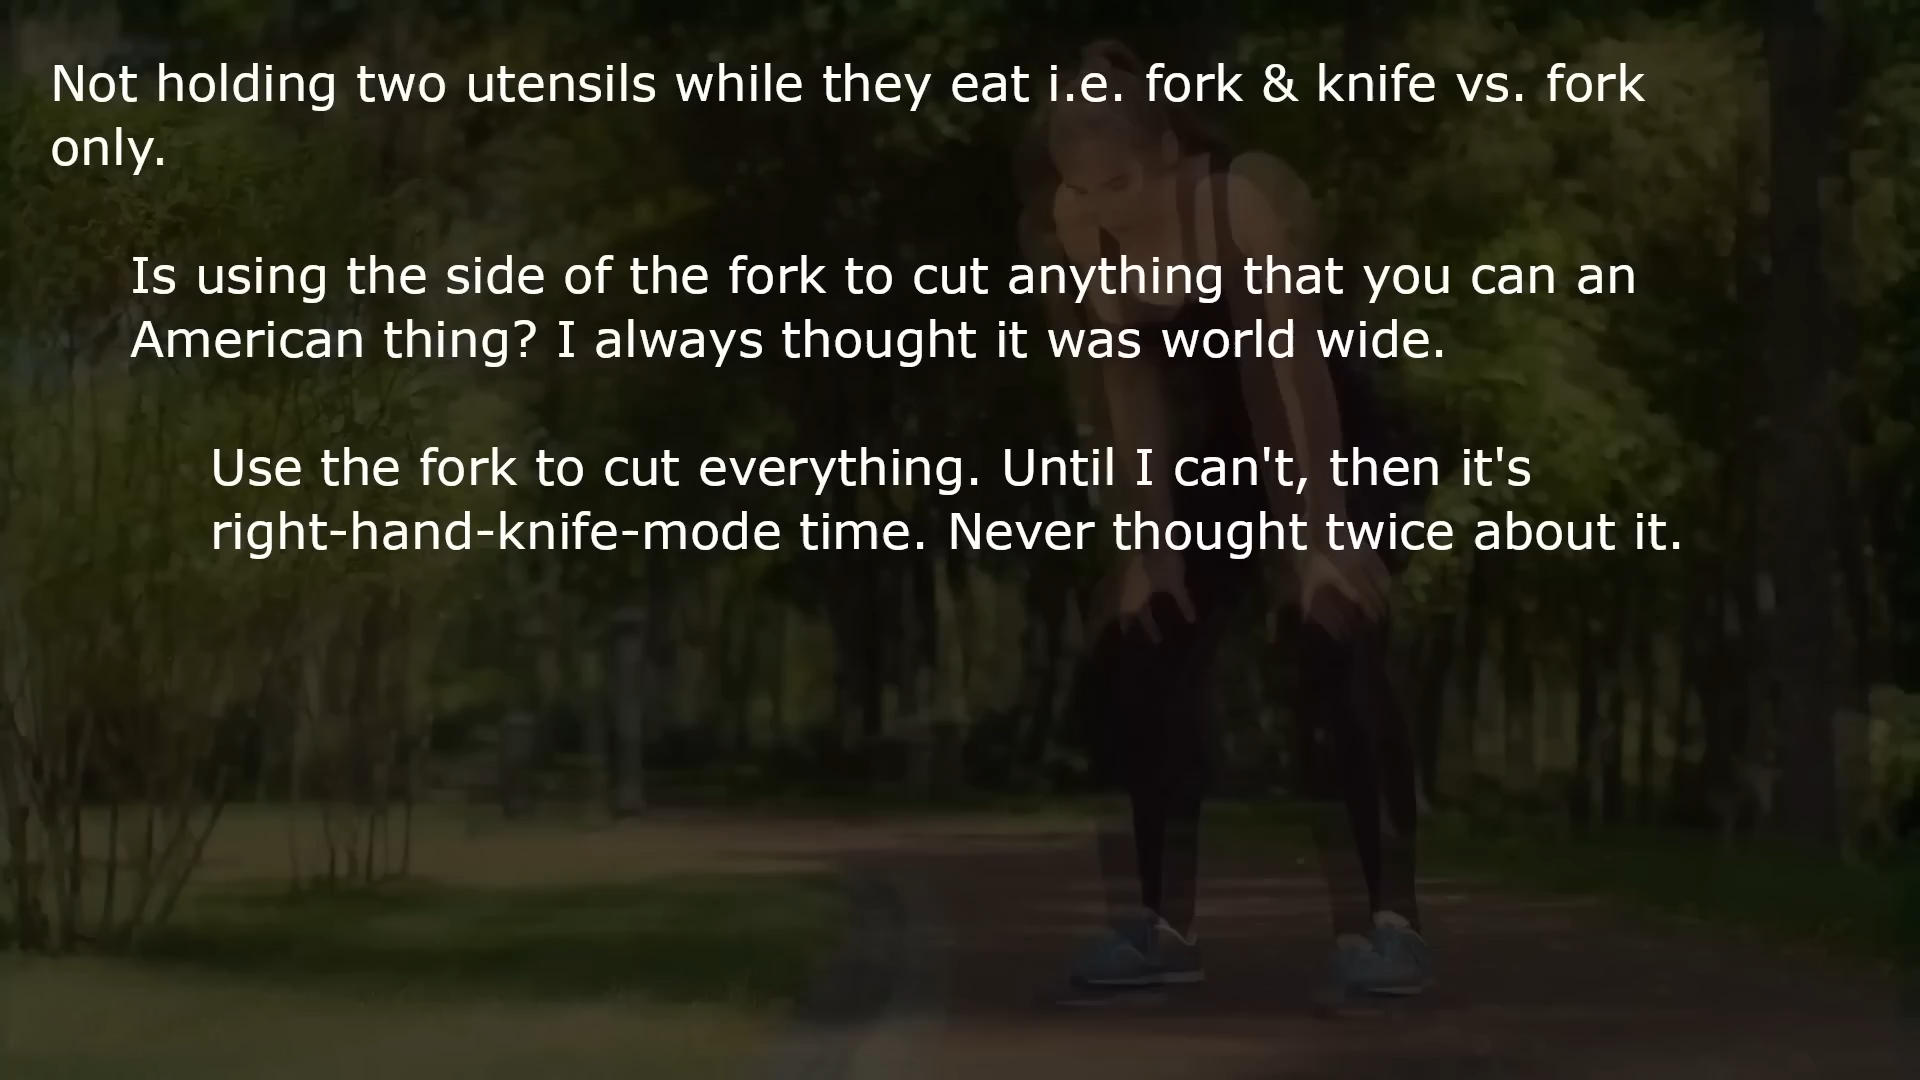 Not holding two utensils while they eat i.e. fork & knife vs. fork
only.
Is using the side of the fork to cut anything that you can an
American thing? I always thought it was world wide.
Use the fork to cut everything. Until I can't, then it's
right-hand-knife-mode time. Never thought twice about it.